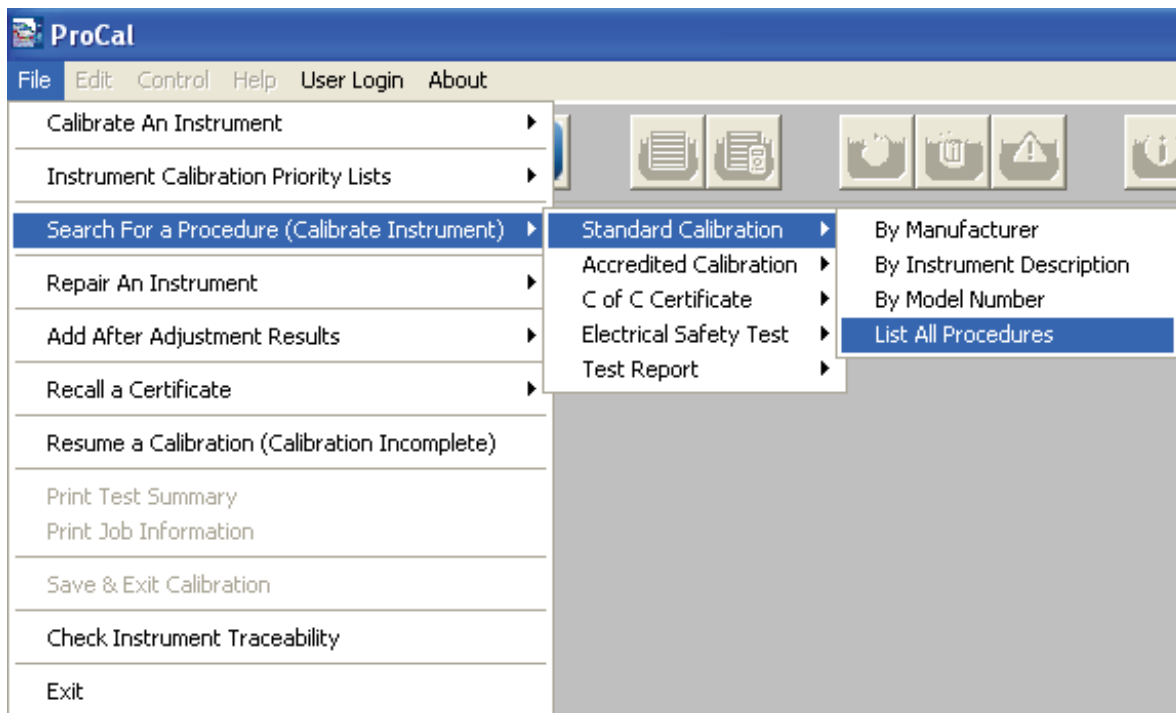 ProCal
File Edit Control Help User Login About
Calibrate An Instrument
Instrument Calibration Priority Lists
Search For a Procedure (Calibrate Instrument)
Repair An Instrument
Add After Adjustment Results
Recall a Certificate
Resume a Calibration (Calibration Incomplete)
Print Test Summary
Print Job Information
Save & Exit Calibration
Check Instrument Traceability
Exit
Standard Calibration
Accredited Calibration
C of C Certificate
Electrical Safety Test
Test Report
By Manufacturer
By Instrument Description
By Model Number
List All Procedures